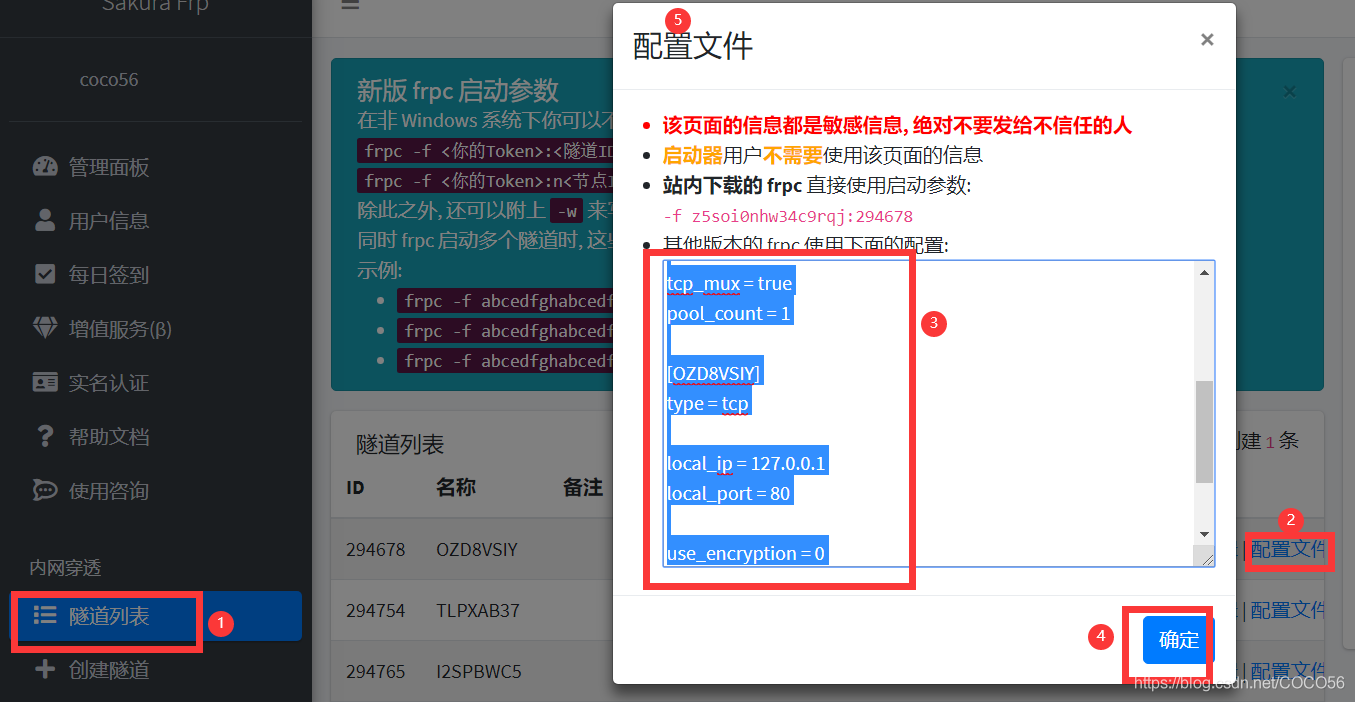 Sakura Frp
coco56
管理面板
用户信息
每日签到
增值服务(β)
实名认证
帮助文档
使用咨询
内网穿透
隧道列表
1
创建隧道
新版 frpc 启动参数
在非 Windows 系统下你可以不
frpc -f <你的Token>:<隧道ID
frpc -f <你的Token>:n<节点I
除此之外, 还可以附上 -w 来
同时 frpc 启动多个隧道时, 这些
示例:
frpc -f abcedfghabcedf
frpc -f abcedfghabcedf
frpc -f abcedfghabcedf
×
隧道列表
建 1 条
ID 名称 备注
294678 OZD8VSIY
2
| 配置文件
294754 TLPXAB37
| 配置文件
294765 I2SPBWC5
| 配置文件
5
配置文件
×
该页面的信息都是敏感信息, 绝对不要发给不信任的人
启动器用户不需要使用该页面的信息
站内下载的 frpc 直接使用启动参数:
-f z5soi0nhw34c9rqj:294678
其他版本的 frpc 使用下面的配置:
tcp_mux = true
pool_count = 1
[OZD8VSIY]
type = tcp
local_ip = 127.0.0.1
local_port = 80
use_encryption = 0
3
4
确定
https://blog.csdn.net/COCO56